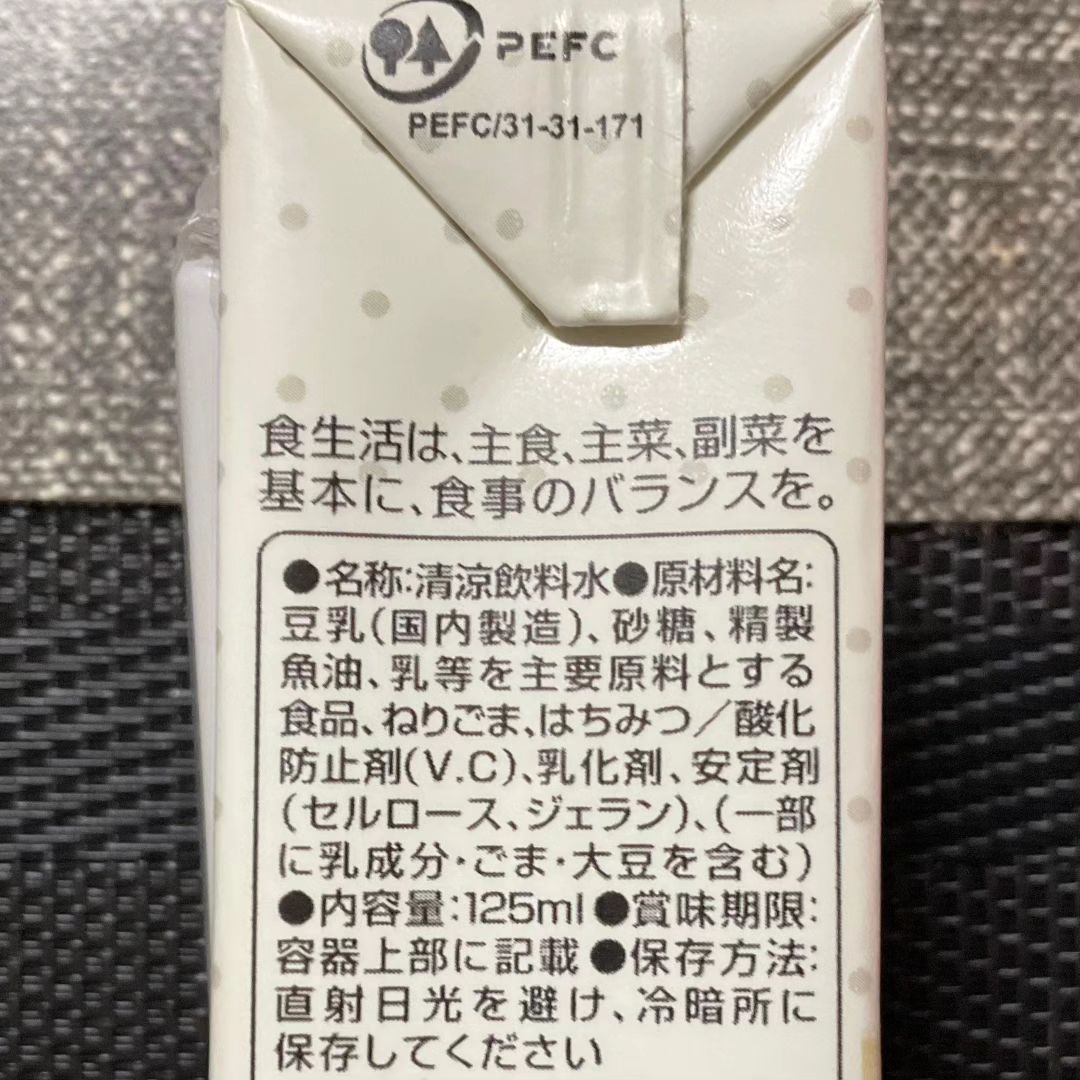 PEFC
PEFC/31-31-171
食生活は、主食、主菜、副菜を
基本に、食事のバランスを。
●名称:清涼飲料水●原材料名:
豆乳(国内製造)、砂糖、精製
魚油、乳等を主要原料とする
食品、ねりごま、はちみつ／酸化
防止剤(V.C)、乳化剤、安定剤
(セルロース、ジェラン)、(一部
に乳成分・ごま・大豆を含む)
●内容量:125ml●賞味期限:
容器上部に記載●保存方法:
直射日光を避け、冷暗所に
保存してください